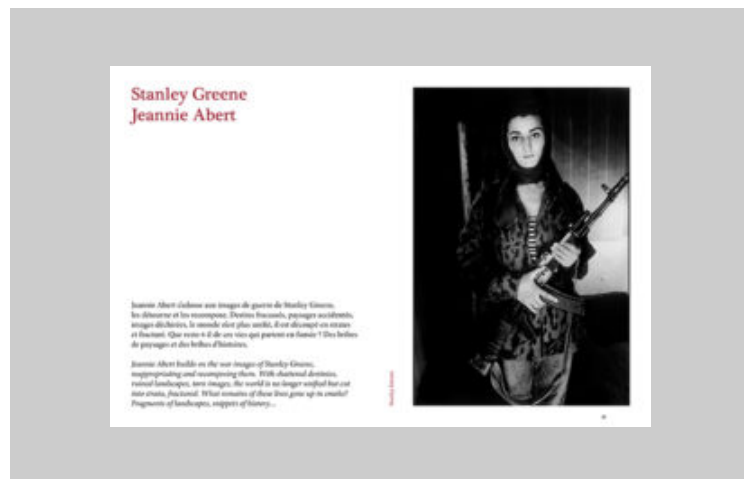 Stanley Greene
Jeannie Abert
Jeannie Abert s'adosse aux images de guerre de Stanley Greene,
les détourne et les recompose. Destins fracassés, paysages accidentés,
images déchirées, le monde n'est plus unifié, il est découpé en strates
et fracturé. Que reste-t-il de ces vies qui partent en fumée ? Des bribes
de paysages et des bribes d'histoires.
Jeannie Abert builds on the war images of Stanley Greene,
reappropriating and recomposing them. With shattered destinies,
ruined landscapes, torn images, the world is no longer unified but cut
into strata, fractured. What remains of these lives gone up in smoke?
Fragments of landscapes, snippets of history...
Stanley Greene